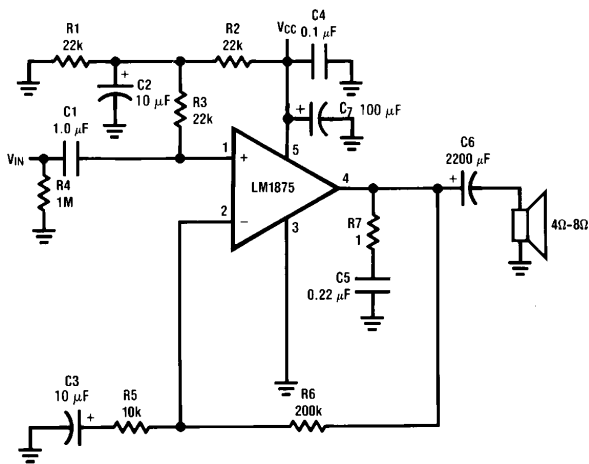 R1
22k
R2
22k
VCC
C4
0.1 μF
+
C2
10 μF
R3
22k
+
C7 100 μF
C1
1.0 μF
VIN
R4
1M
1
+
5
LM1875
4
2
−
3
C6
+ 2200 μF
R7
1
4Ω-8Ω
C5
0.22 μF
C3
10 μF
+
R5
10k
R6
200k